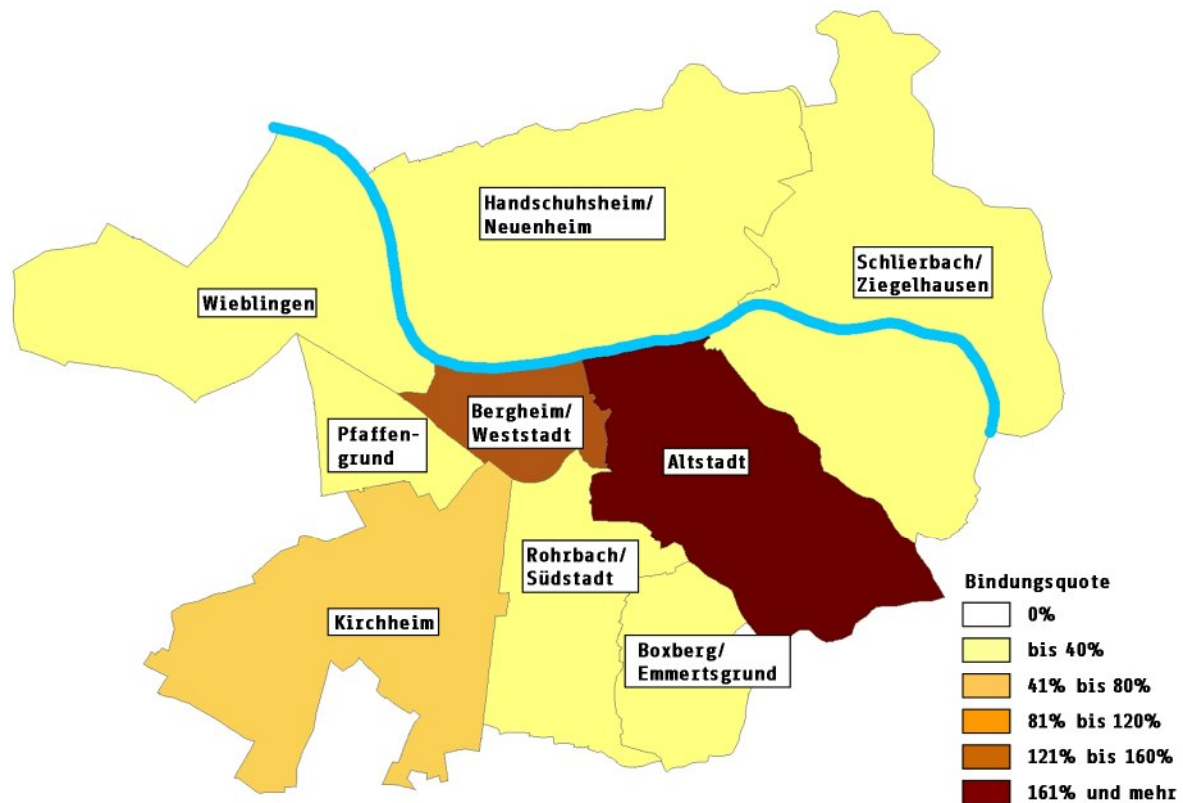 Handschuhsheim/
Neuenheim
Schlierbach/
Ziegelhausen
Wieblingen
Bergheim/
Weststadt
Pfaffen-
grund
Altstadt
Rohrbach/
Südstadt
Kirchheim
Boxberg/
Emmertsgrund
Bindungsquote
0%
bis 40%
41% bis 80%
81% bis 120%
121% bis 160%
161% und mehr